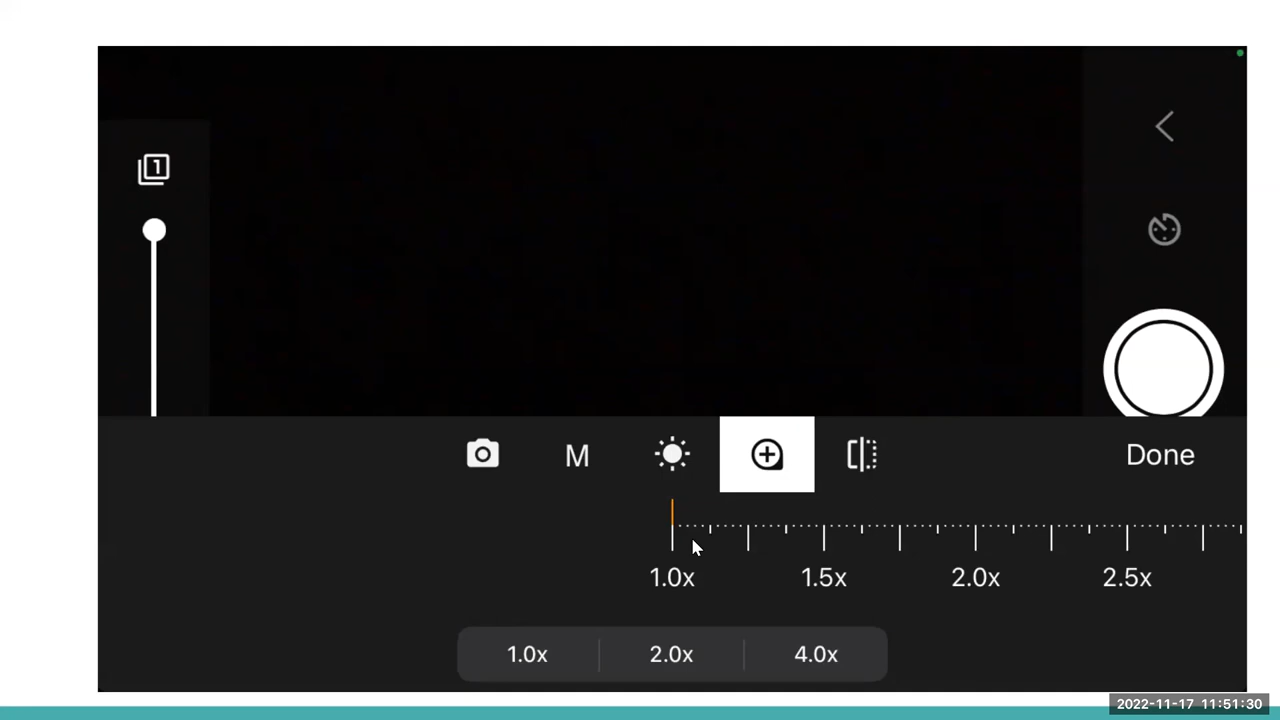 1
M
Done
1.0x 1.5x 2.0x 2.5x
1.0x 2.0x 4.0x
2022-11-17 11:51:30